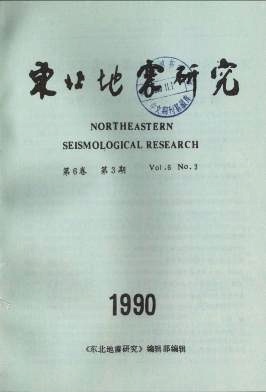 東北地震研究
NORTHEASTERN
SEISMOLOGICAL RESEARCH
第6卷 第3期 Vol.6 No.3
1990
《东北地震研究》编辑部编辑